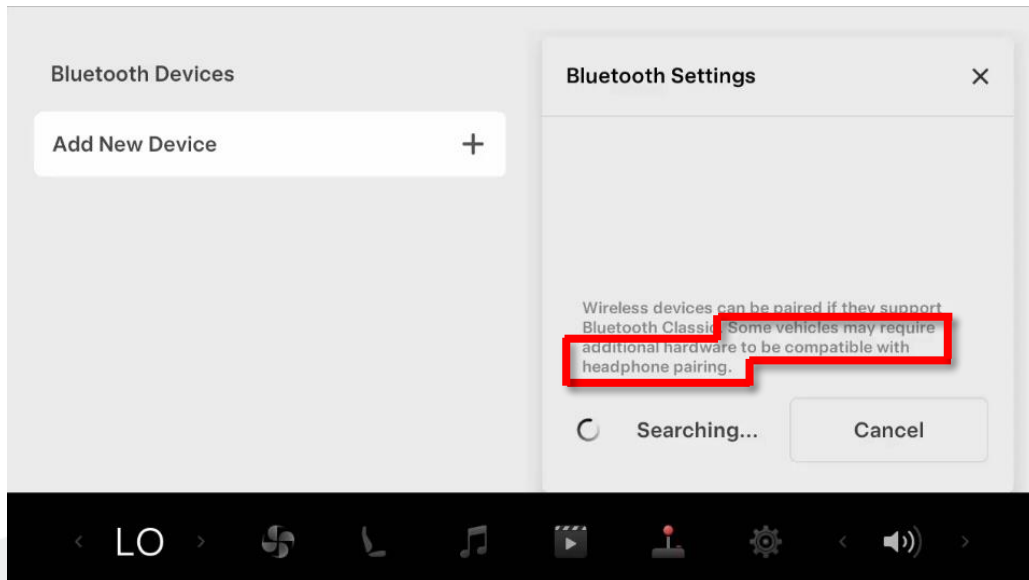 Bluetooth Devices
Add New Device
Bluetooth Settings
Wireless devices can be paired if they support
Bluetooth Classic. Some vehicles may require
additional hardware to be compatible with
headphone pairing.
Searching...
Cancel
LO